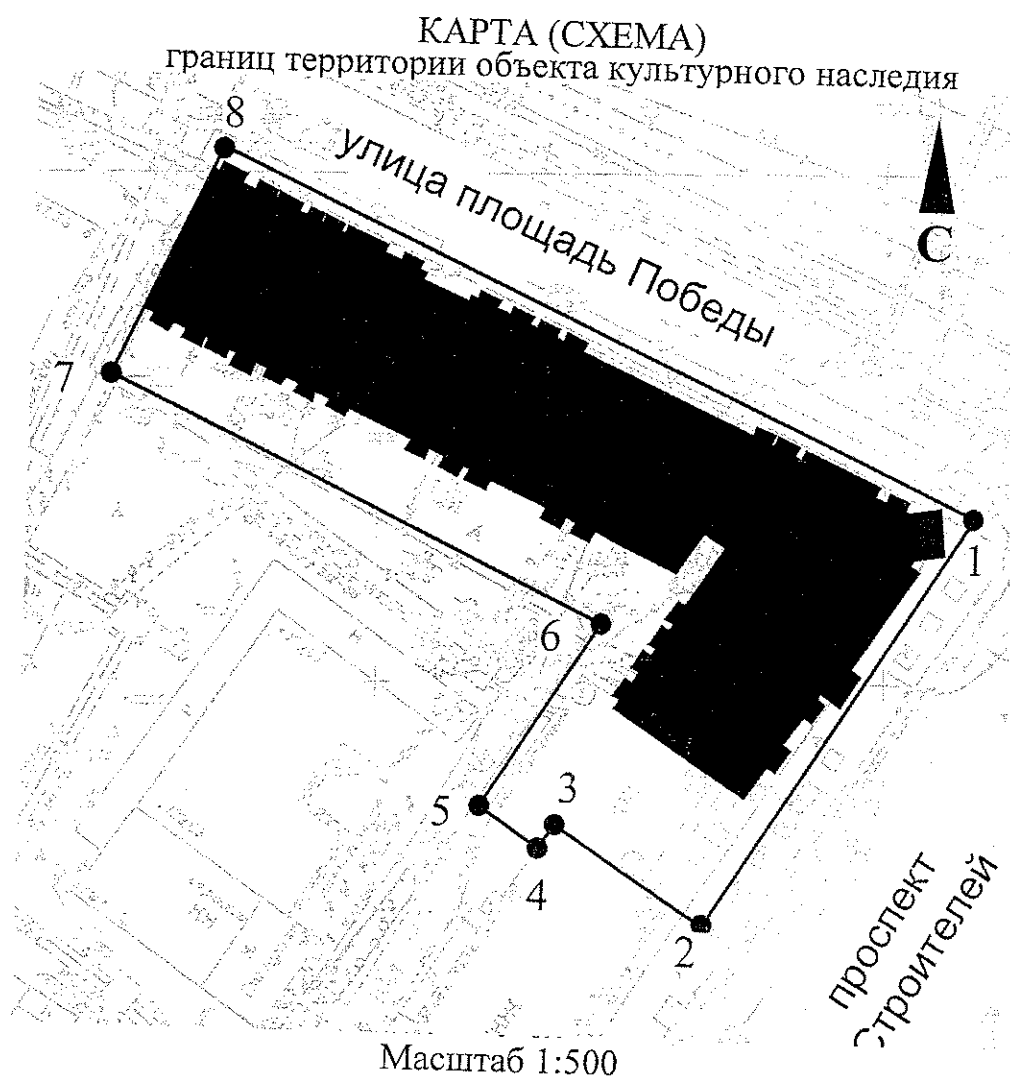 КАРТА (СХЕМА)
границ территории объекта культурного наследия
8
улица площадь Победы
С
7
1
6
5
3
4
2
проспект
Строителей
Масштаб 1:500